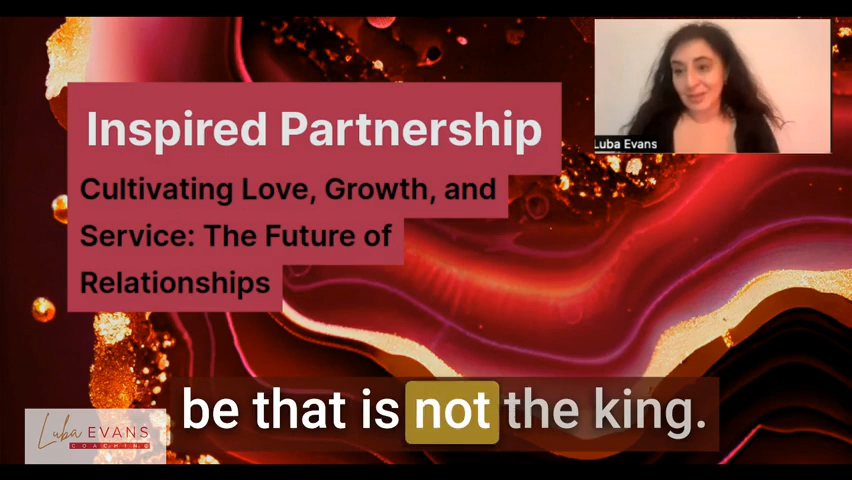 Inspired Partnership
Cultivating Love, Growth, and
Service: The Future of
Relationships
Luba Evans
be that is not the king.
Luba EVANS
COACHING